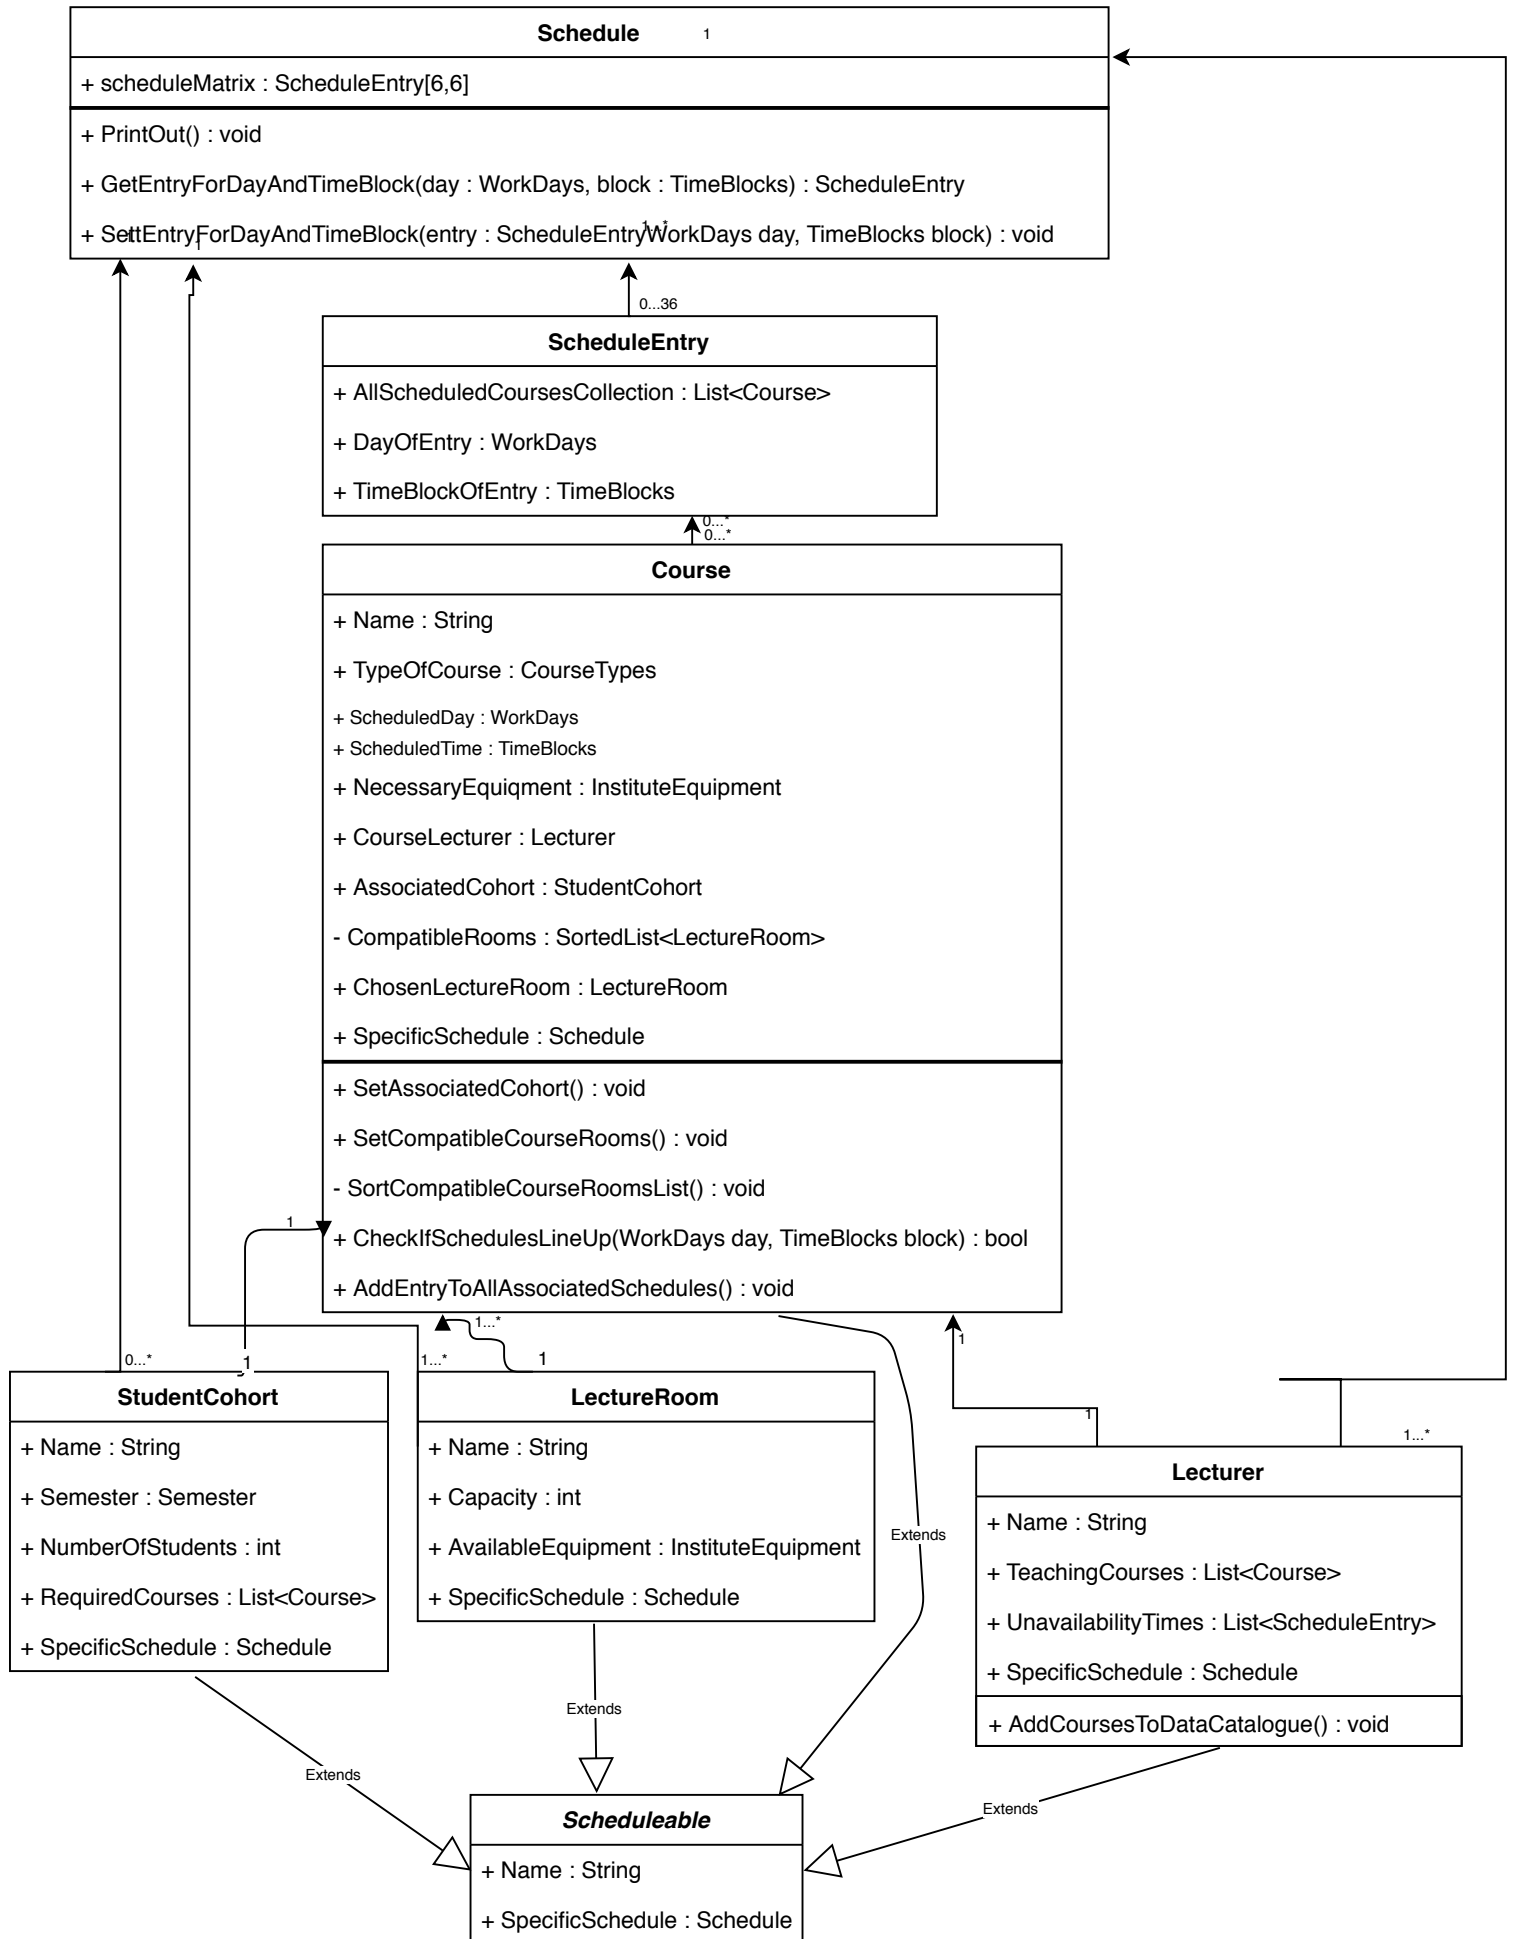 Schedule 1
+ scheduleMatrix : ScheduleEntry[6,6]
+ PrintOut() : void
+ GetEntryForDayAndTimeBlock(day : WorkDays, block : TimeBlocks) : ScheduleEntry
1...*
+ SettEntryForDayAndTimeBlock(entry : ScheduleEntryWorkDays day, TimeBlocks block) : void
1
0...36
ScheduleEntry
+ AllScheduledCoursesCollection : List<Course>
+ DayOfEntry : WorkDays
+ TimeBlockOfEntry : TimeBlocks
0...*
0...*
Course
+ Name : String
+ TypeOfCourse : CourseTypes
+ ScheduledDay : WorkDays
+ ScheduledTime : TimeBlocks
+ NecessaryEquiqment : InstituteEquipment
+ CourseLecturer : Lecturer
+ AssociatedCohort : StudentCohort
- CompatibleRooms : SortedList<LectureRoom>
+ ChosenLectureRoom : LectureRoom
+ SpecificSchedule : Schedule
+ SetAssociatedCohort() : void
+ SetCompatibleCourseRooms() : void
- SortCompatibleCourseRoomsList() : void
1
+ CheckIfSchedulesLineUp(WorkDays day, TimeBlocks block) : bool
+ AddEntryToAllAssociatedSchedules() : void
1...*
1
0...*
1
1...*
1
StudentCohort
+ Name : String
+ Semester : Semester
+ NumberOfStudents : int
+ RequiredCourses : List<Course>
+ SpecificSchedule : Schedule
LectureRoom
+ Name : String
+ Capacity : int
+ AvailableEquipment : InstituteEquipment
+ SpecificSchedule : Schedule
1
1...*
Lecturer
+ Name : String
+ TeachingCourses : List<Course>
+ UnavailabilityTimes : List<ScheduleEntry>
+ SpecificSchedule : Schedule
+ AddCoursesToDataCatalogue() : void
Extends
Extends
Extends
Extends
Scheduleable
+ Name : String
+ SpecificSchedule : Schedule